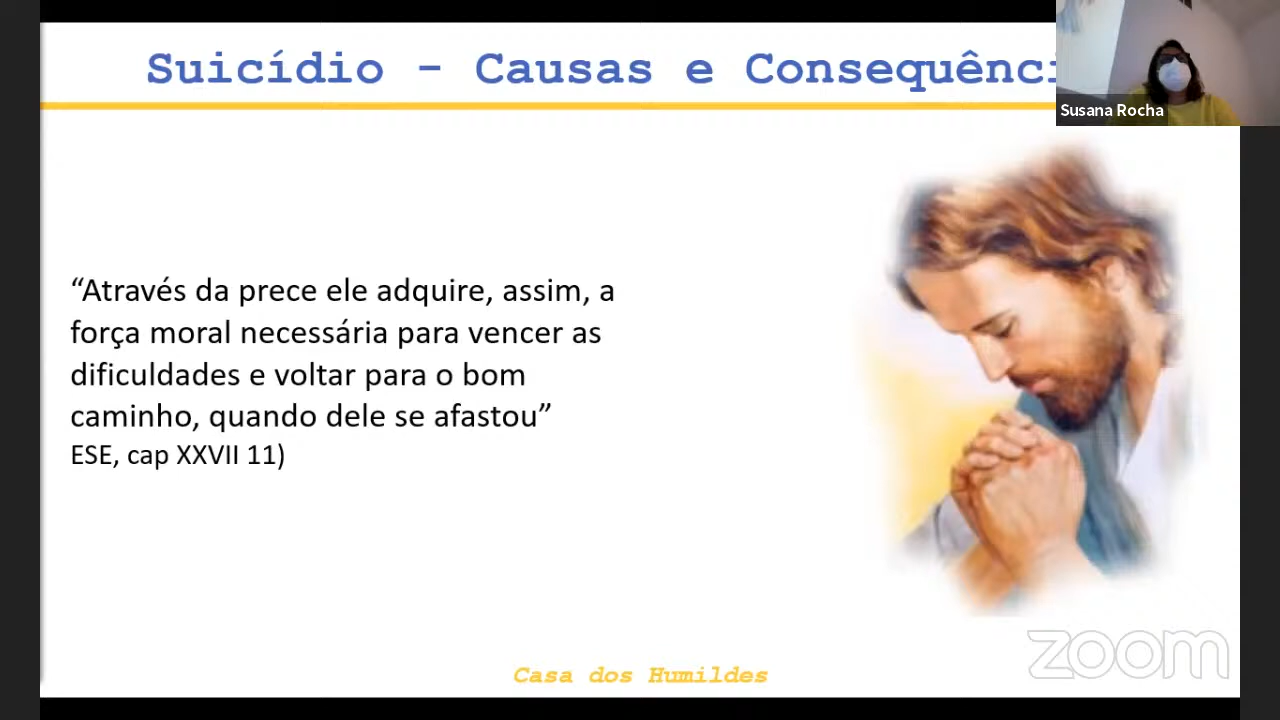 Suicídio - Causas e Consequênci
Susana Rocha
“Através da prece ele adquire, assim, a
força moral necessária para vencer as
dificuldades e voltar para o bom
caminho, quando dele se afastou”
ESE, cap XXVII 11)
zoom
Casa dos Humildes